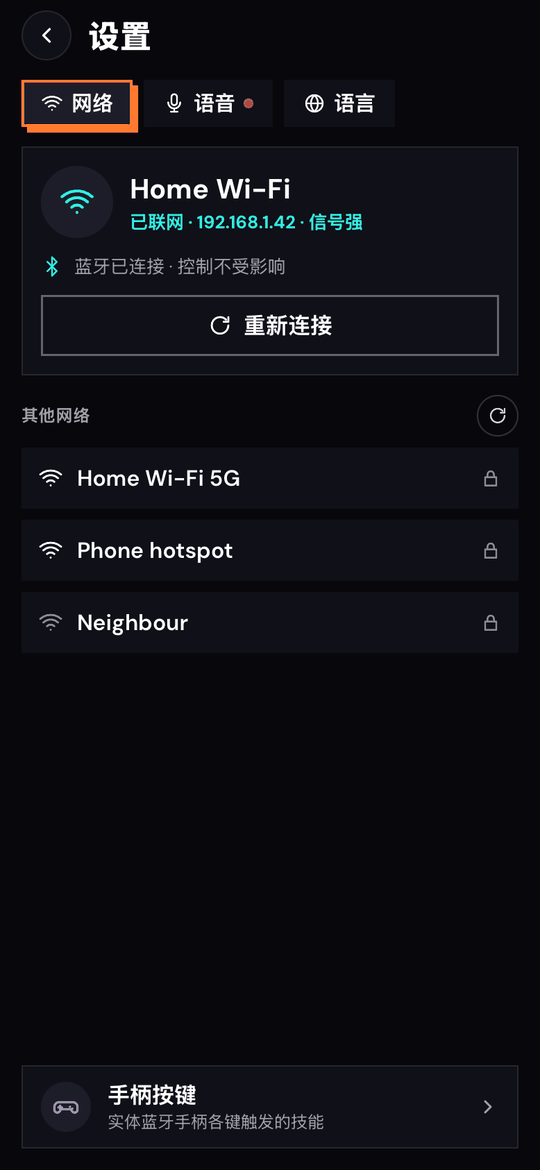 设置
网络
语音
语言
Home Wi-Fi
已联网 · 192.168.1.42 · 信号强
蓝牙已连接 · 控制不受影响
重新连接
其他网络
Home Wi-Fi 5G
Phone hotspot
Neighbour
手柄按键
实体蓝牙手柄各键触发的技能